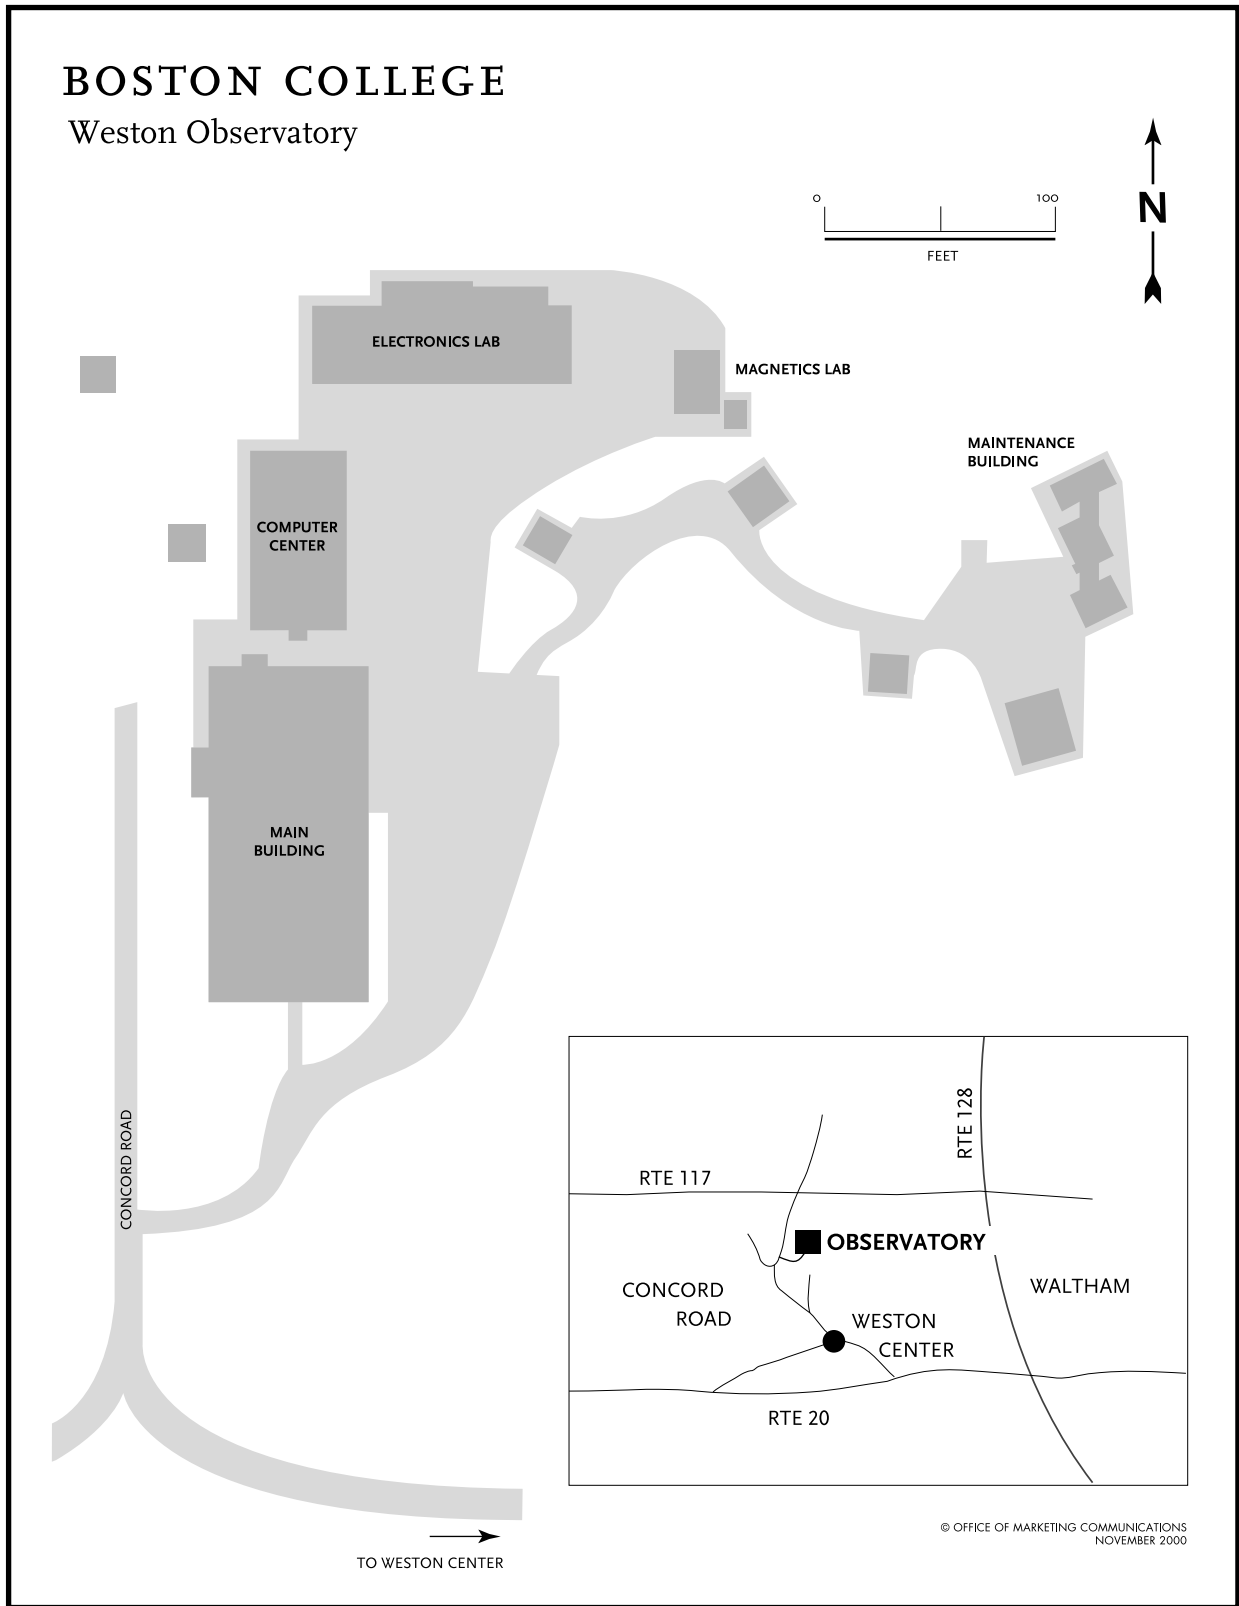 BOSTON COLLEGE
Weston Observatory
0 100
FEET
N
ELECTRONICS LAB
MAGNETICS LAB
MAINTENANCE
BUILDING
COMPUTER
CENTER
MAIN
BUILDING
CONCORD ROAD
RTE 128
RTE 117
OBSERVATORY
CONCORD
ROAD
WALTHAM
WESTON
CENTER
RTE 20
TO WESTON CENTER
© OFFICE OF MARKETING COMMUNICATIONS
NOVEMBER 2000